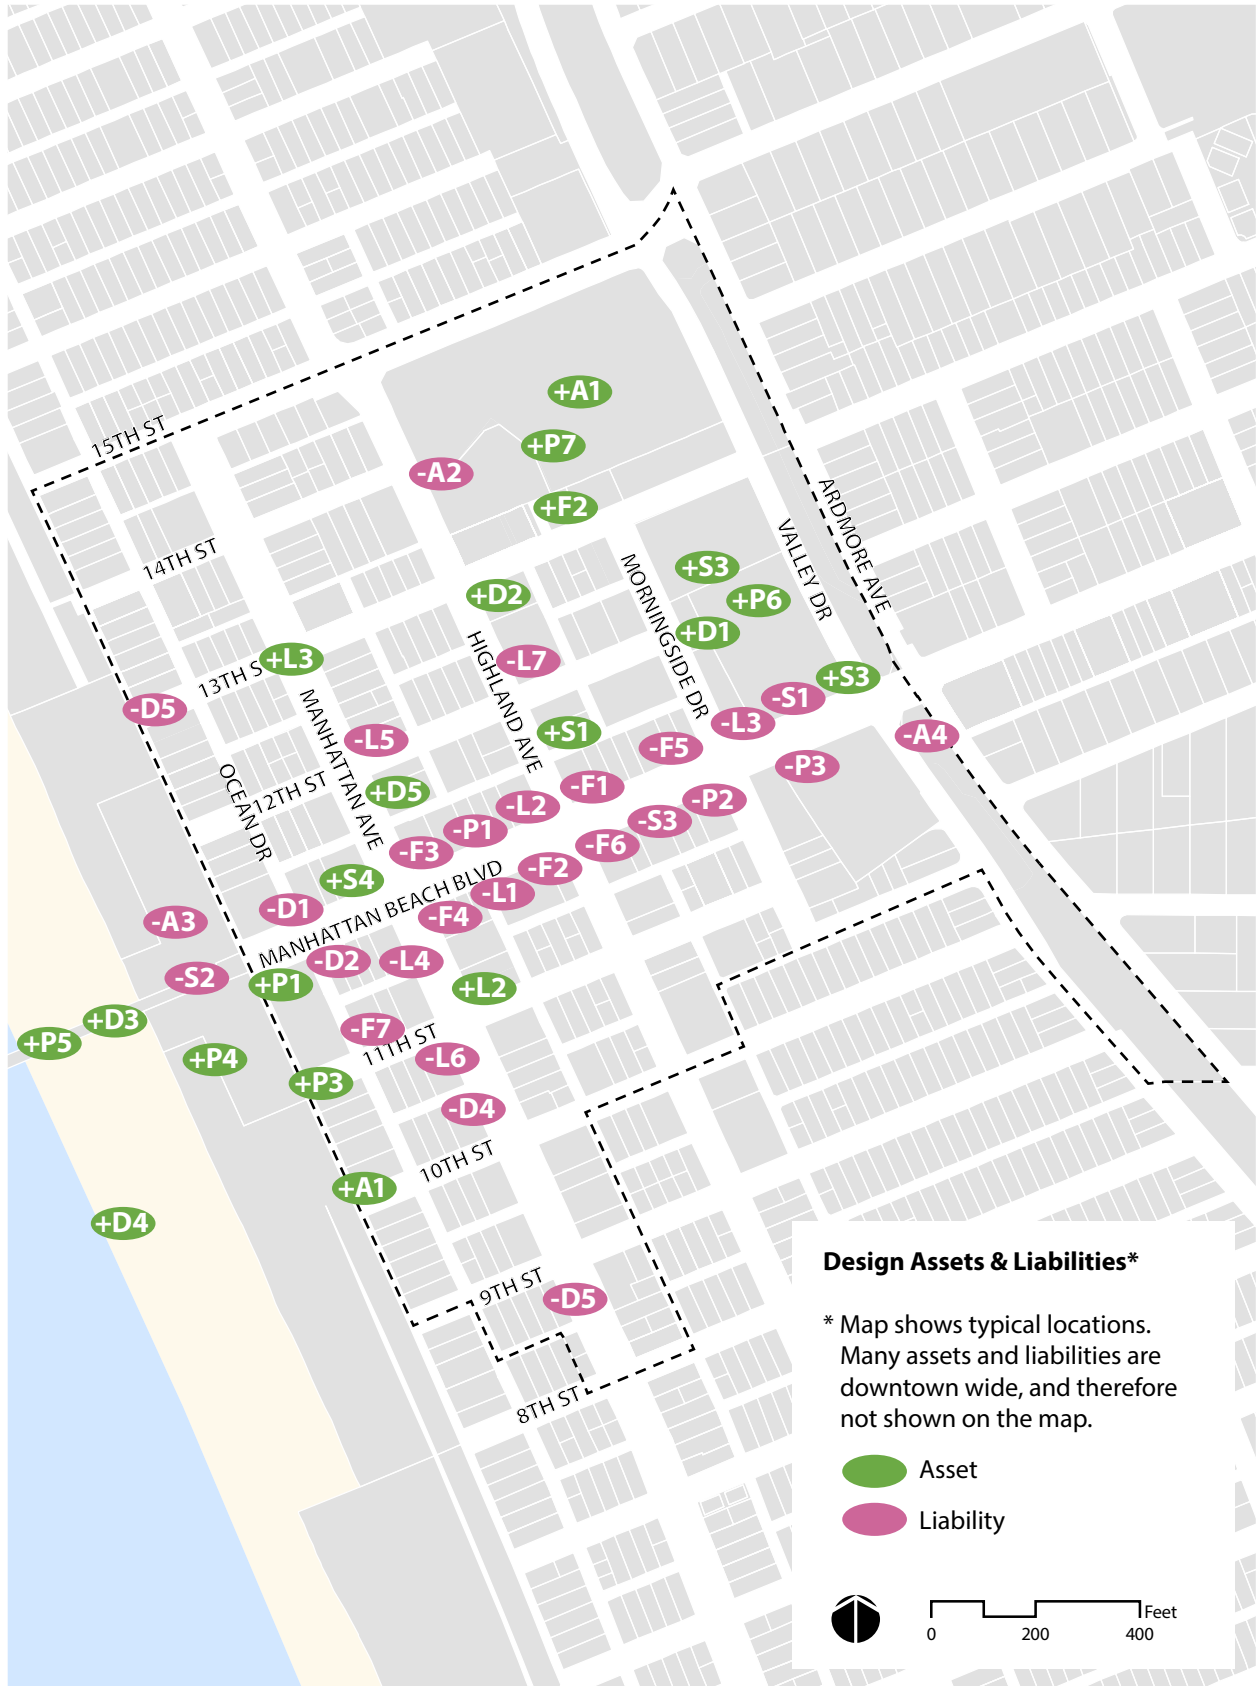 +A1
+P7
15TH ST
-A2
ARDMORE AVE
+F2
VALLEY DR
14TH ST
MORNINGSIDE DR
+S3
+D2
+P6
+D1
HIGHLAND AVE
+L3
-L7
13TH S
+S3
MANHATTAN AVE
-S1
-D5
-L3
+S1
-A4
-L5
-F5
-P3
OCEAN DR
12TH ST
+D5
-F1
-P2
-L2
-S3
-P1
-F6
-F3
-F2
+S4
MANHATTAN BEACH BLVD
-L1
-D1
-F4
-A3
-D2
-L4
-S2
+P1
+L2
+D3
-F7
+P5
11TH ST
+P4
-L6
+P3
-D4
10TH ST
+A1
+D4
9TH ST
-D5
8TH ST
Design Assets & Liabilities*
* Map shows typical locations.
Many assets and liabilities are
downtown wide, and therefore
not shown on the map.
Asset
Liability
Feet
0 200 400